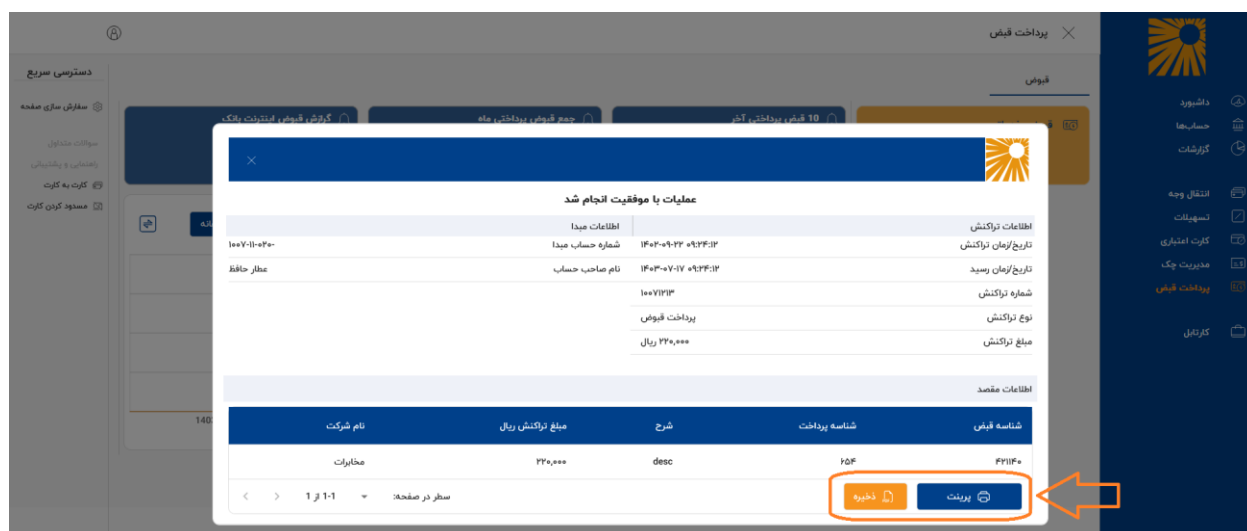 پرداخت قبض
قبوض
داشبورد
حساب‌ها
گزارشات
انتقال وجه
تسهیلات
کارت اعتباری
مدیریت چک
پرداخت قبض
کارتابل
10 قبض پرداختی آخر
جمع قبوض پرداختی ماه
گزارش قبوض اینترنت بانک
دسترسی سریع
سفارش سازی صفحه
سوالات متداول
راهنمایی و پشتیبانی
کارت به کارت
مسدود کردن کارت
عملیات با موفقیت انجام شد
اطلاعات تراکنش
تاریخ/زمان تراکنش ۱۴۰۲-۰۹-۲۲ ۰۹:۲۴:۱۲
تاریخ/زمان رسید ۱۴۰۳-۰۷-۱۷ ۰۹:۲۴:۱۲
شماره تراکنش ۱۰۰۷۱۲۱۳
نوع تراکنش پرداخت قبوض
مبلغ تراکنش ۲۲۰,۰۰۰ ریال
اطلاعات مبدا
شماره حساب مبدا ۱۰۰۷-۱۱-۰۲۰-
نام صاحب حساب عطار حافظ
اطلاعات مقصد
شناسه قبض شناسه پرداخت شرح مبلغ تراکنش ریال نام شرکت
۴۲۱۱۴۰ ۶۵۴ desc ۲۲۰,۰۰۰ مخابرات
پرینت ذخیره سطر در صفحه: 1-1 از 1